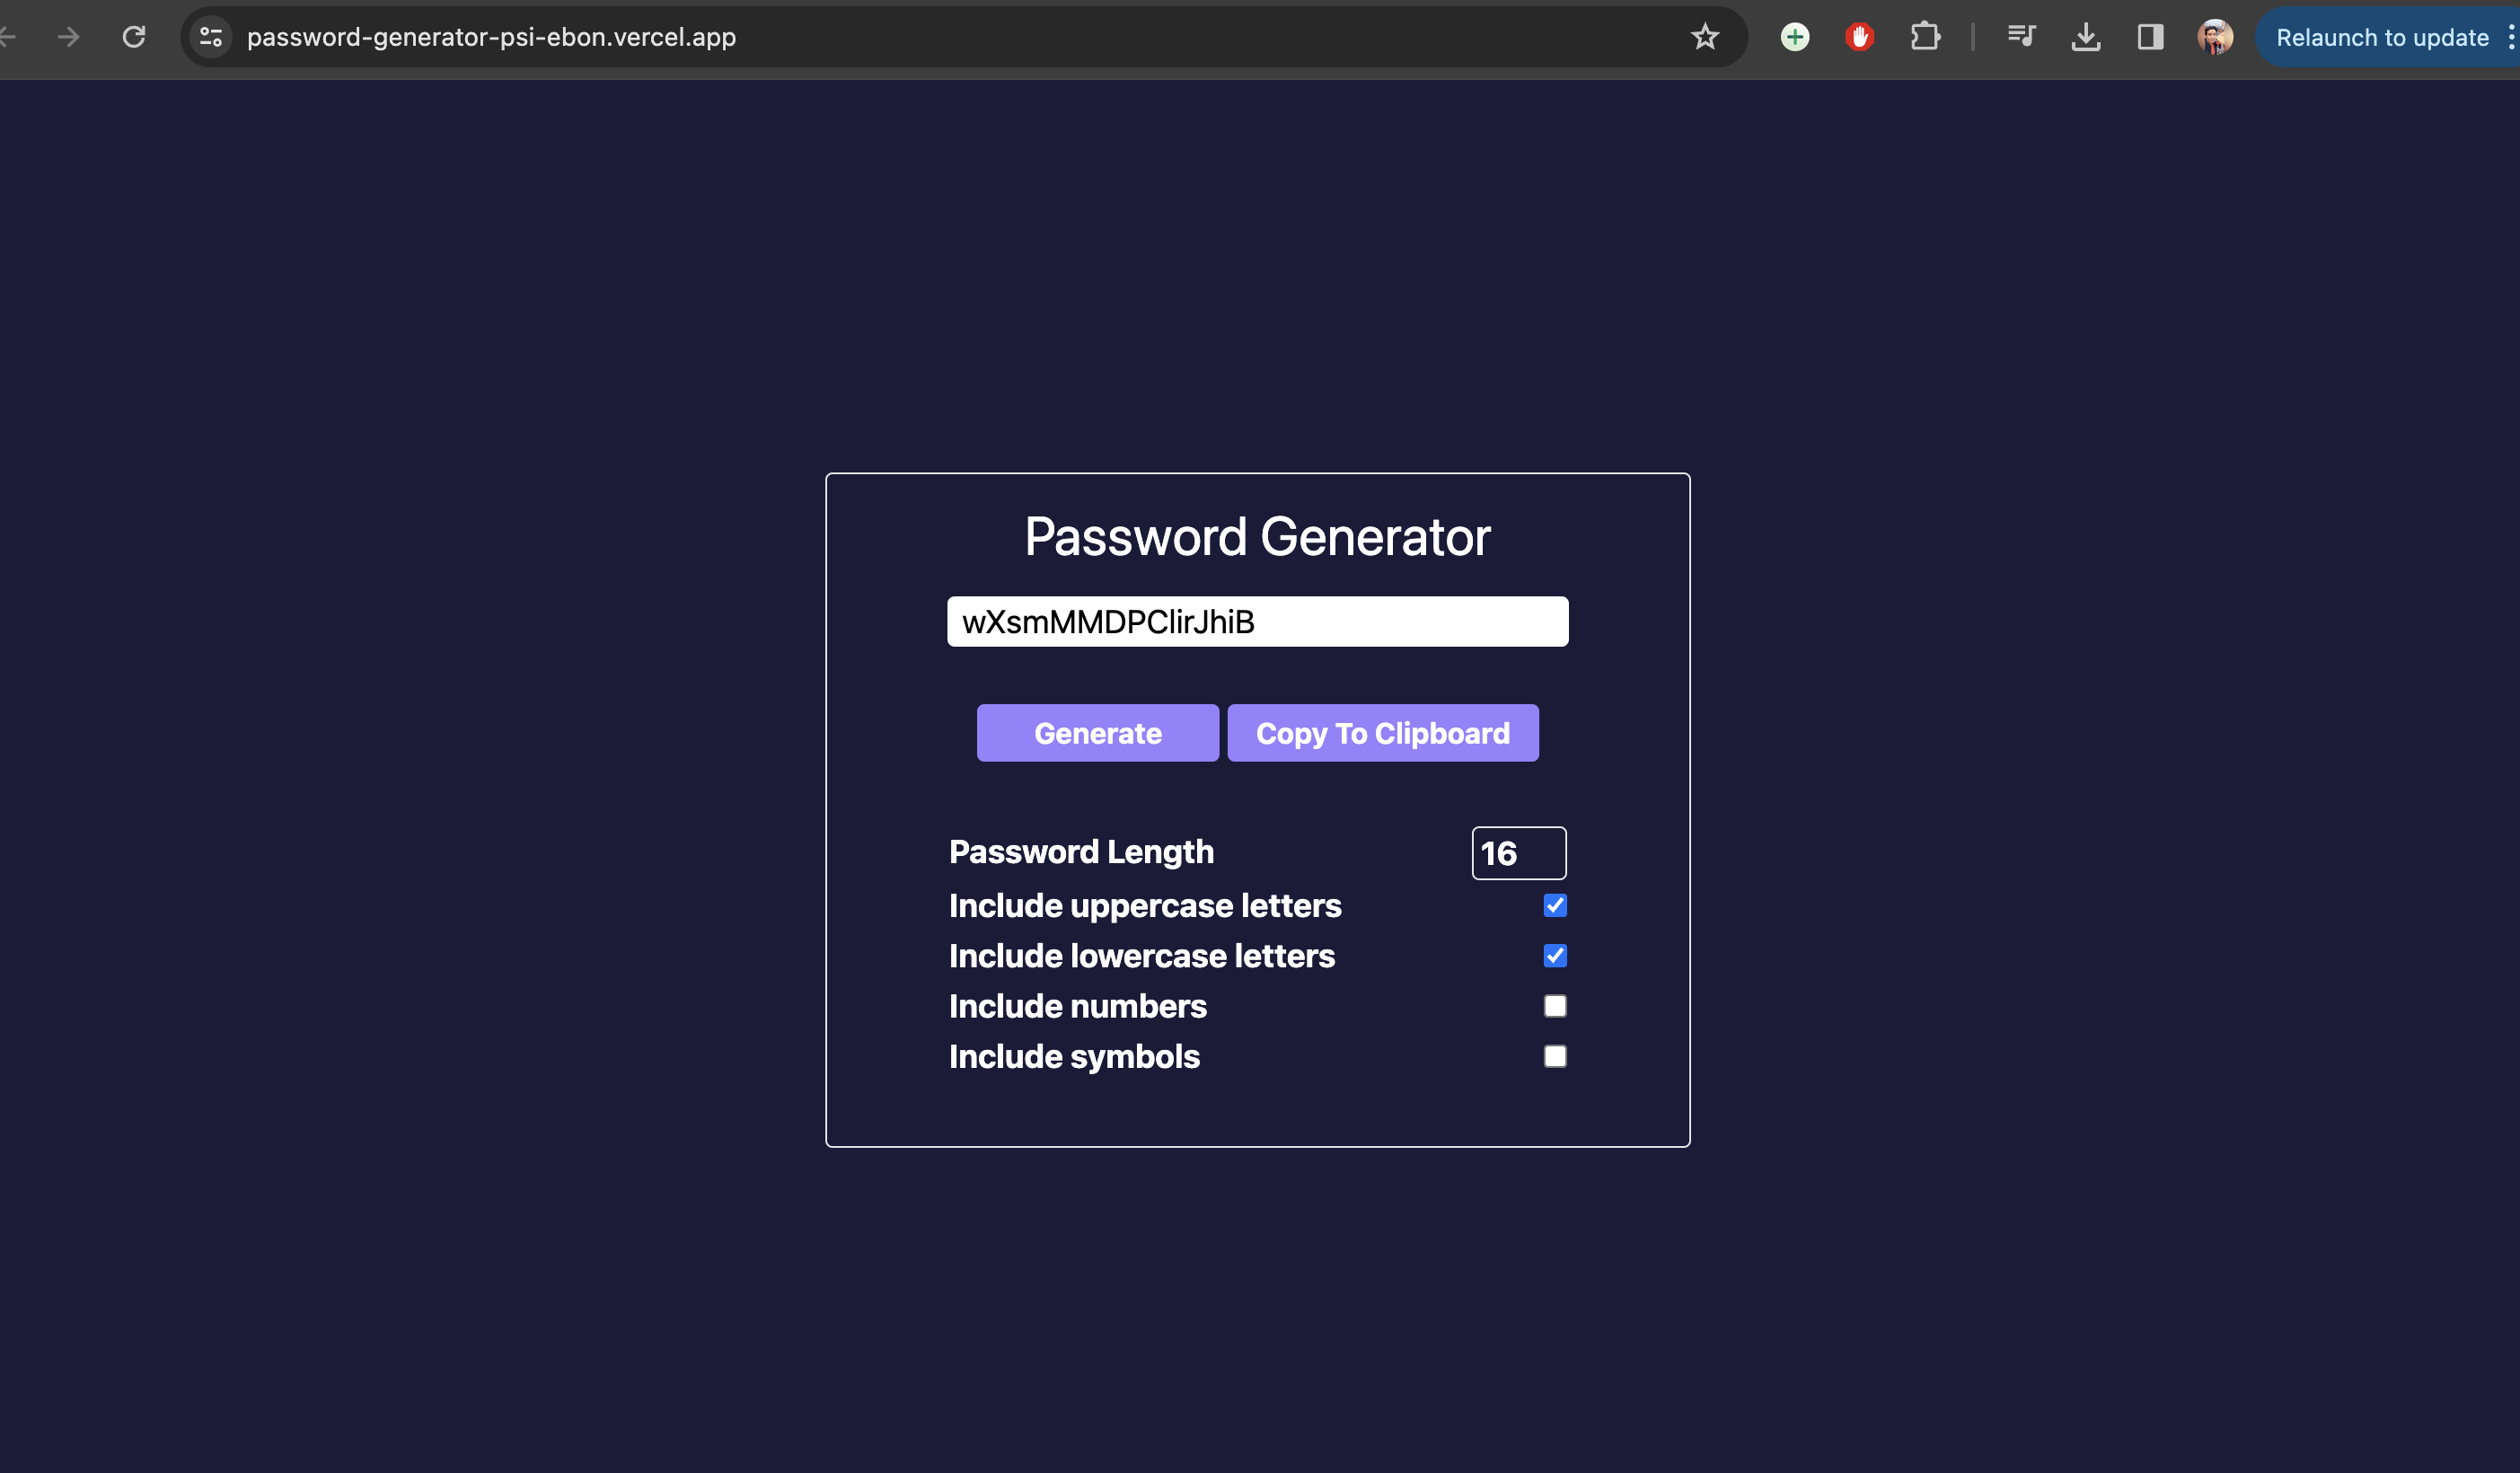 password-generator-psi-ebon.vercel.app
Relaunch to update
Password Generator
wXsmMMDPClirJhiB
Generate
Copy To Clipboard
Password Length
16
Include uppercase letters
Include lowercase letters
Include numbers
Include symbols